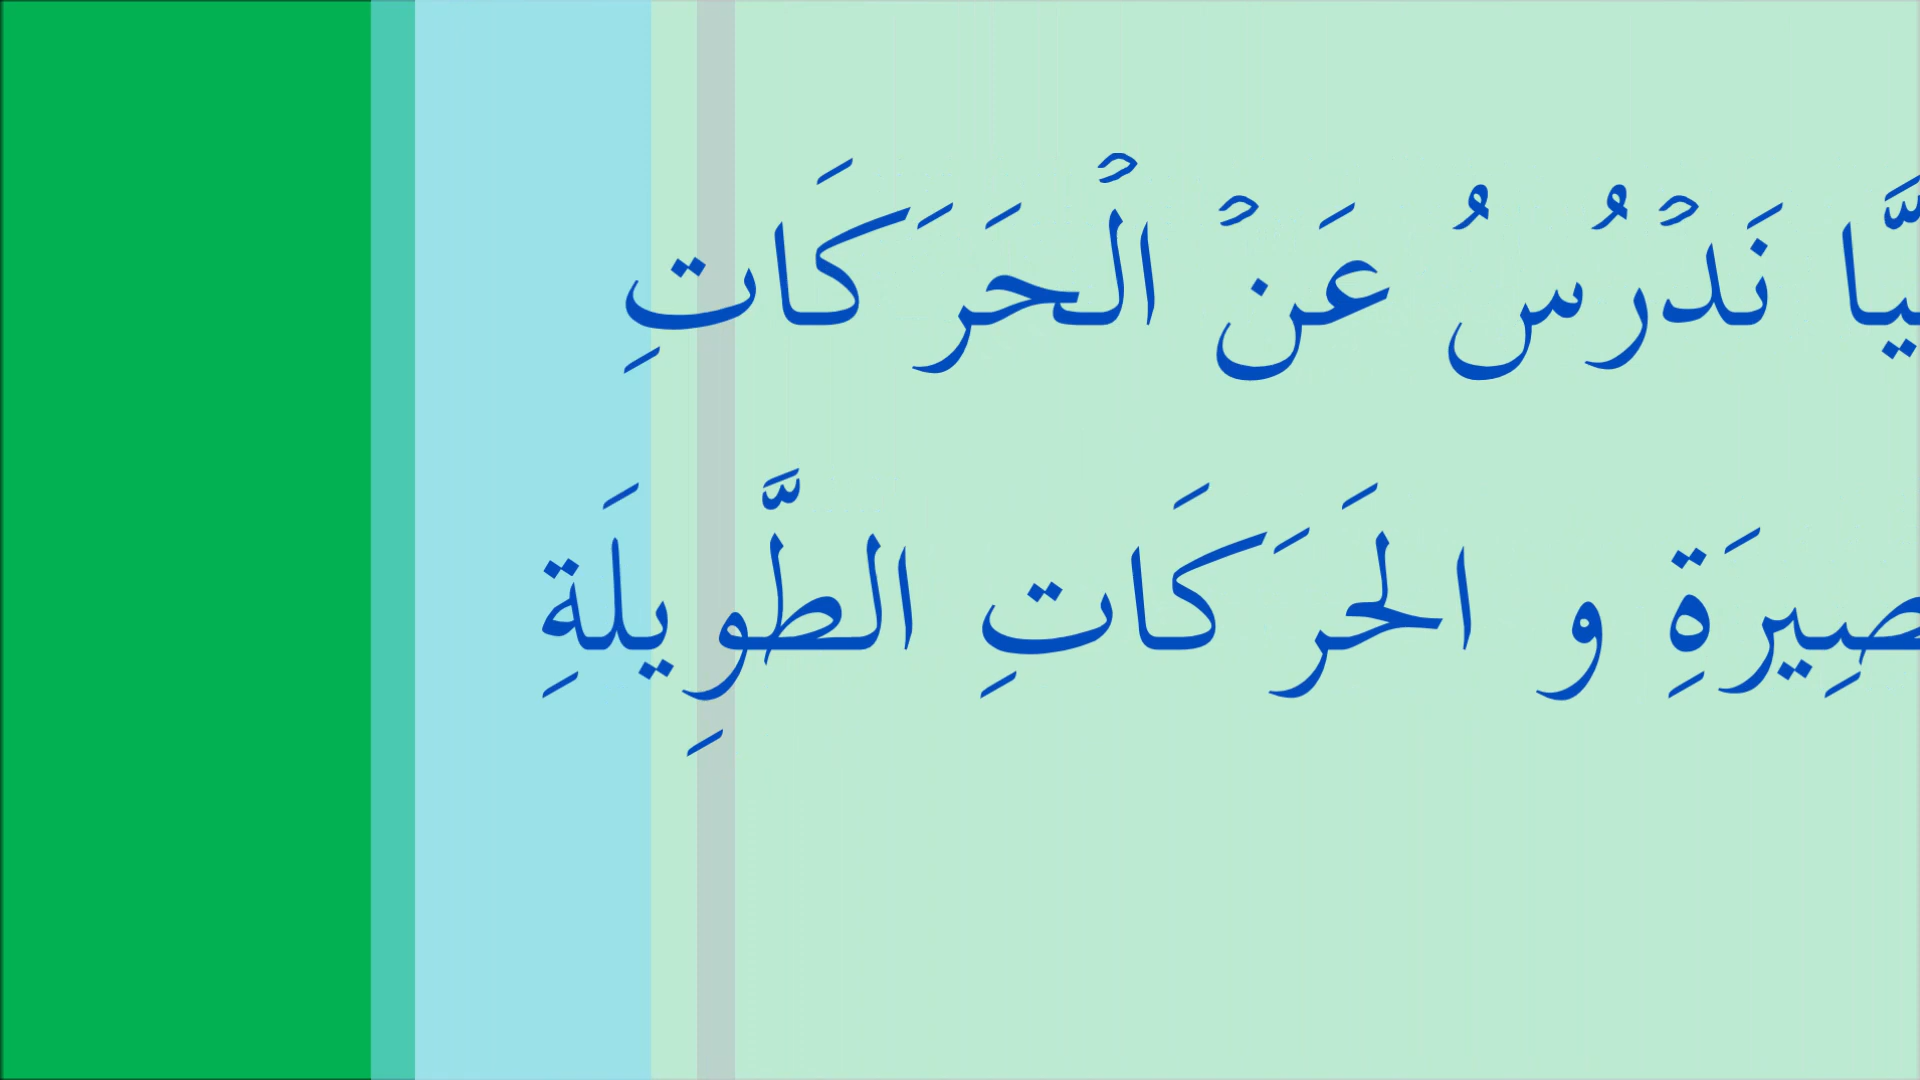 نَدْرُسُ عَنْ الْحَرَكَاتِ
و الحَرَكَاتِ الطَّوِيلَةِ